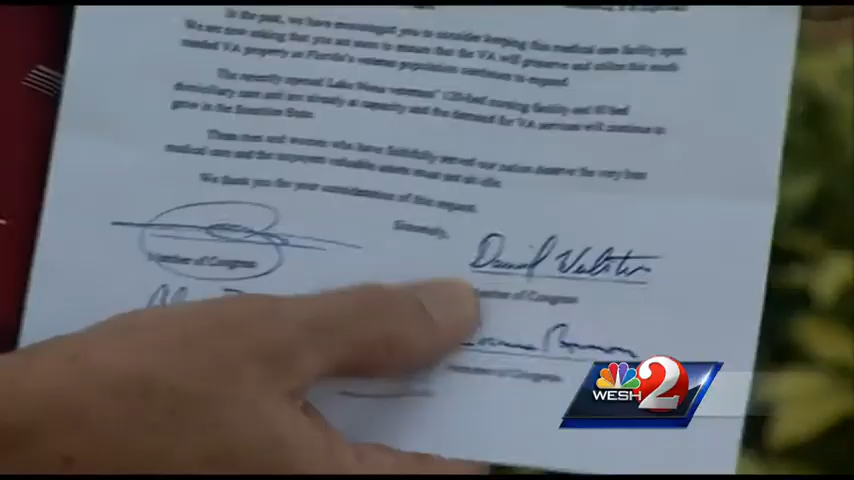 In the past, we have encouraged you to consider keeping this medical care facility open.
We are now asking that you act soon to ensure that the VA will preserve and utilize this much
needed VA property as Florida's veteran population continues to expand.
The recently opened Lake Nona veterans' 120-bed nursing facility and 60 bed
domiciliary care unit are already at capacity and the demand for VA services will continue to
grow in the Sunshine State.
These men and women who have faithfully served our nation deserve the very best
medical care and the taxpayers valuable assets must not sit idle.
We thank you for your consideration of this request.
Sincerely,
Member of Congress
Daniel Webster
Member of Congress
Member of Congress
WESH 2